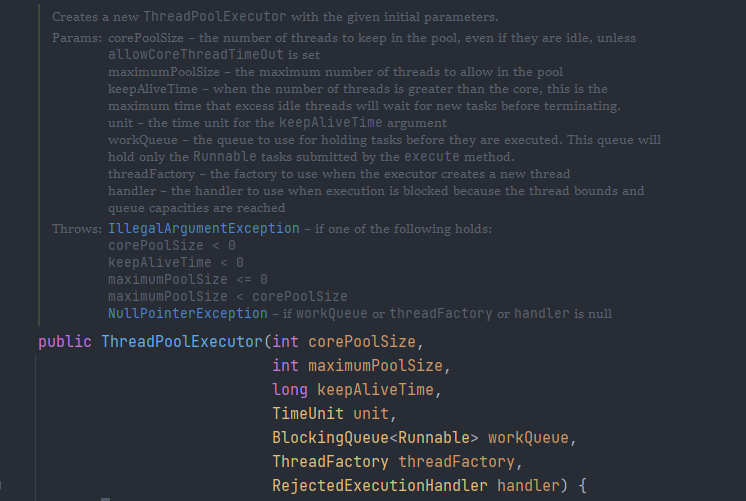 Creates a new ThreadPoolExecutor with the given initial parameters.
Params: corePoolSize – the number of threads to keep in the pool, even if they are idle, unless
allowCoreThreadTimeOut is set
maximumPoolSize – the maximum number of threads to allow in the pool
keepAliveTime – when the number of threads is greater than the core, this is the
maximum time that excess idle threads will wait for new tasks before terminating.
unit – the time unit for the keepAliveTime argument
workQueue – the queue to use for holding tasks before they are executed. This queue will
hold only the Runnable tasks submitted by the execute method.
threadFactory – the factory to use when the executor creates a new thread
handler – the handler to use when execution is blocked because the thread bounds and
queue capacities are reached
Throws: IllegalArgumentException – if one of the following holds:
corePoolSize < 0
keepAliveTime < 0
maximumPoolSize <= 0
maximumPoolSize < corePoolSize
NullPointerException – if workQueue or threadFactory or handler is null
public ThreadPoolExecutor(int corePoolSize,
int maximumPoolSize,
long keepAliveTime,
TimeUnit unit,
BlockingQueue<Runnable> workQueue,
ThreadFactory threadFactory,
RejectedExecutionHandler handler) {